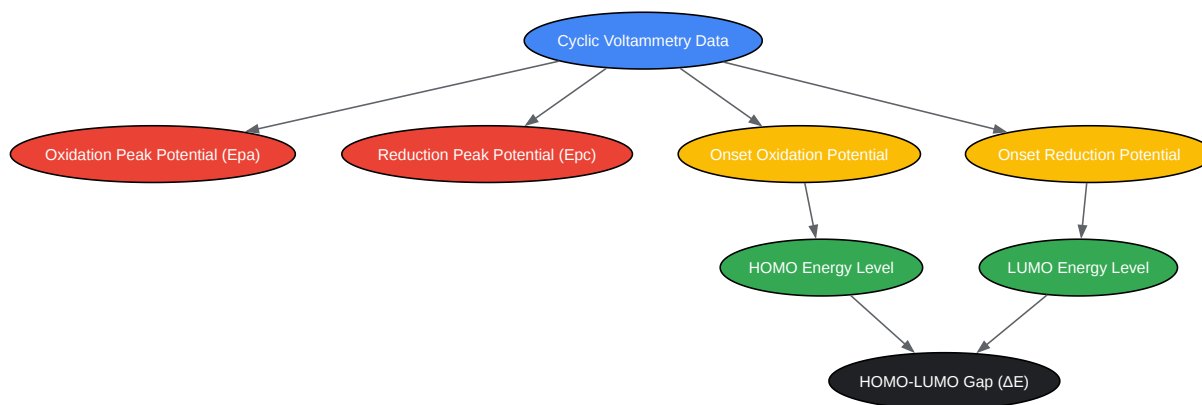 Cyclic Voltammetry Data
Oxidation Peak Potential (Epa)
Reduction Peak Potential (Epc)
Onset Oxidation Potential
Onset Reduction Potential
HOMO Energy Level
LUMO Energy Level
HOMO-LUMO Gap (ΔE)